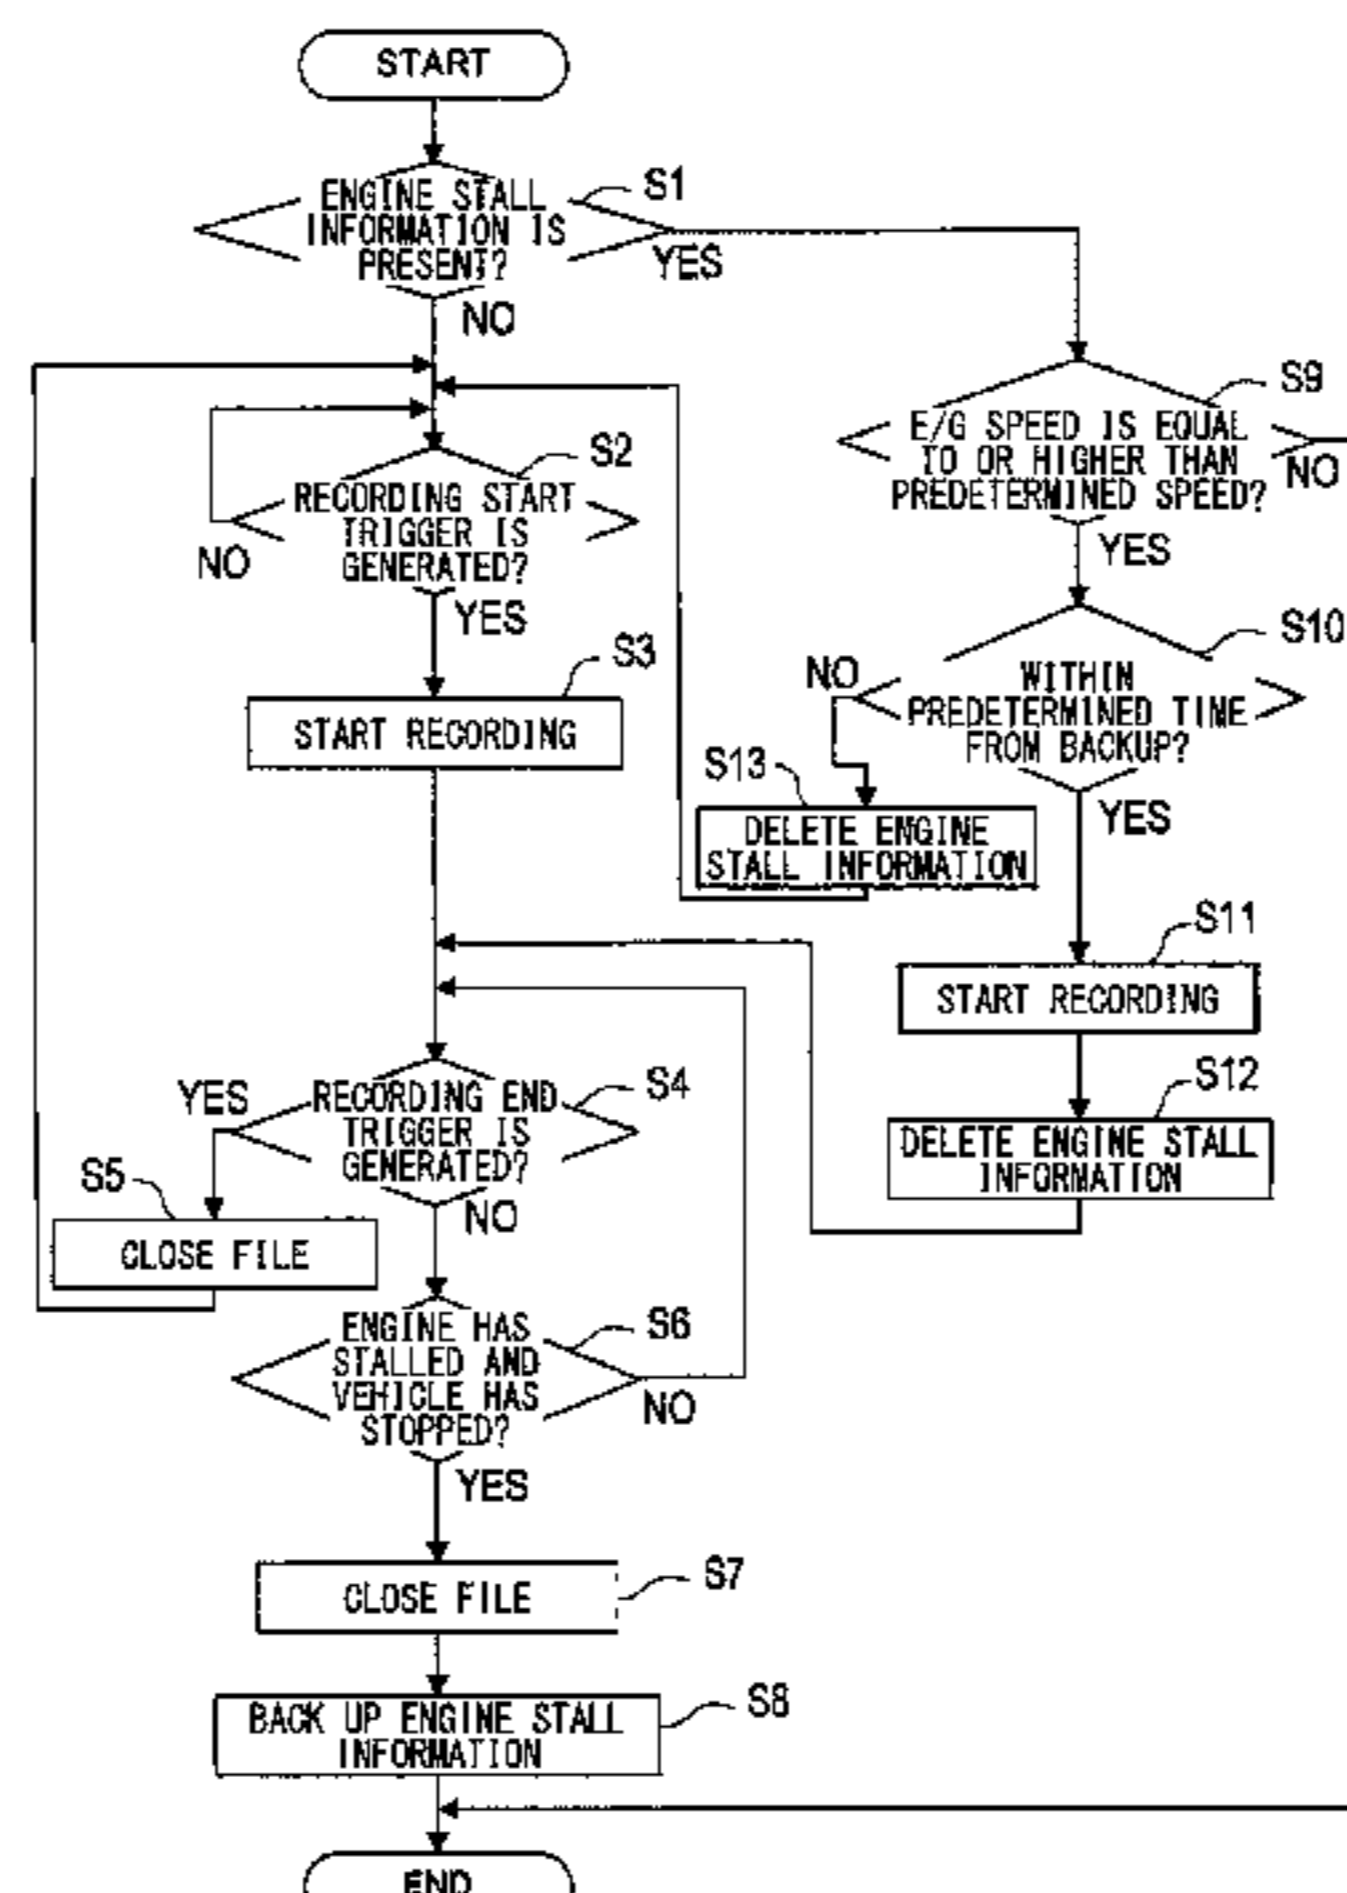 START
ENGINE STALL
INFORMATION IS
PRESENT?
S1
YES
NO
S9
E/G SPEED IS EQUAL
TO OR HIGHER THAN
PREDETERMINED SPEED?
NO
YES
S2
RECORDING START
TRIGGER IS
GENERATED?
NO
YES
S10
WITHIN
PREDETERMINED TIME
FROM BACKUP?
NO
YES
S3
START RECORDING
S13
DELETE ENGINE
STALL INFORMATION
S11
START RECORDING
S12
DELETE ENGINE STALL
INFORMATION
S4
RECORDING END
TRIGGER IS
GENERATED?
YES
NO
S5
CLOSE FILE
S6
ENGINE HAS
STALLED AND
VEHICLE HAS
STOPPED?
NO
YES
S7
CLOSE FILE
S8
BACK UP ENGINE STALL
INFORMATION
END